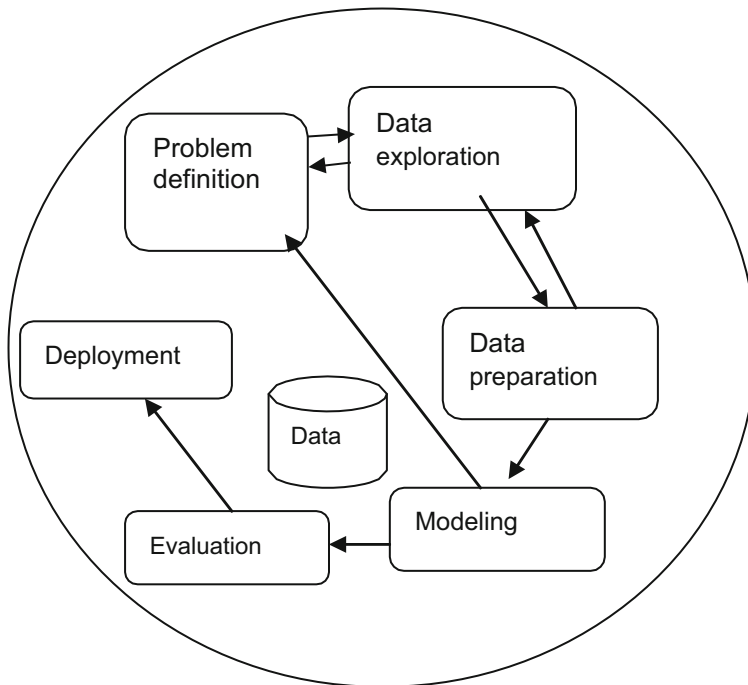 Problem
definition
Data
exploration
Data
preparation
Deployment
Data
Modeling
Evaluation